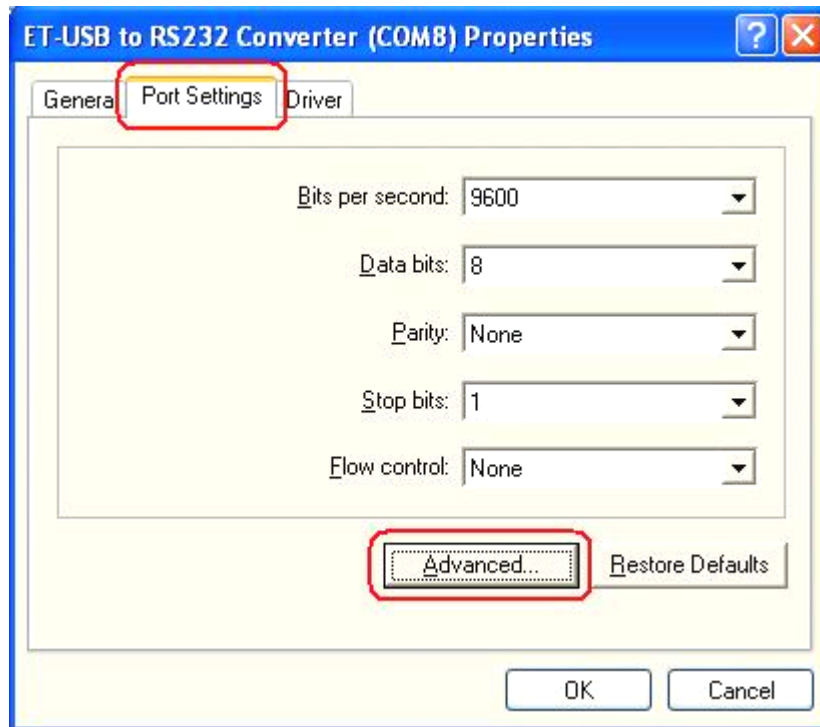 ET-USB to RS232 Converter (COM8) Properties
?
General Port Settings Driver
Bits per second: 9600
Data bits: 8
Parity: None
Stop bits: 1
Flow control: None
Advanced... Restore Defaults
OK Cancel